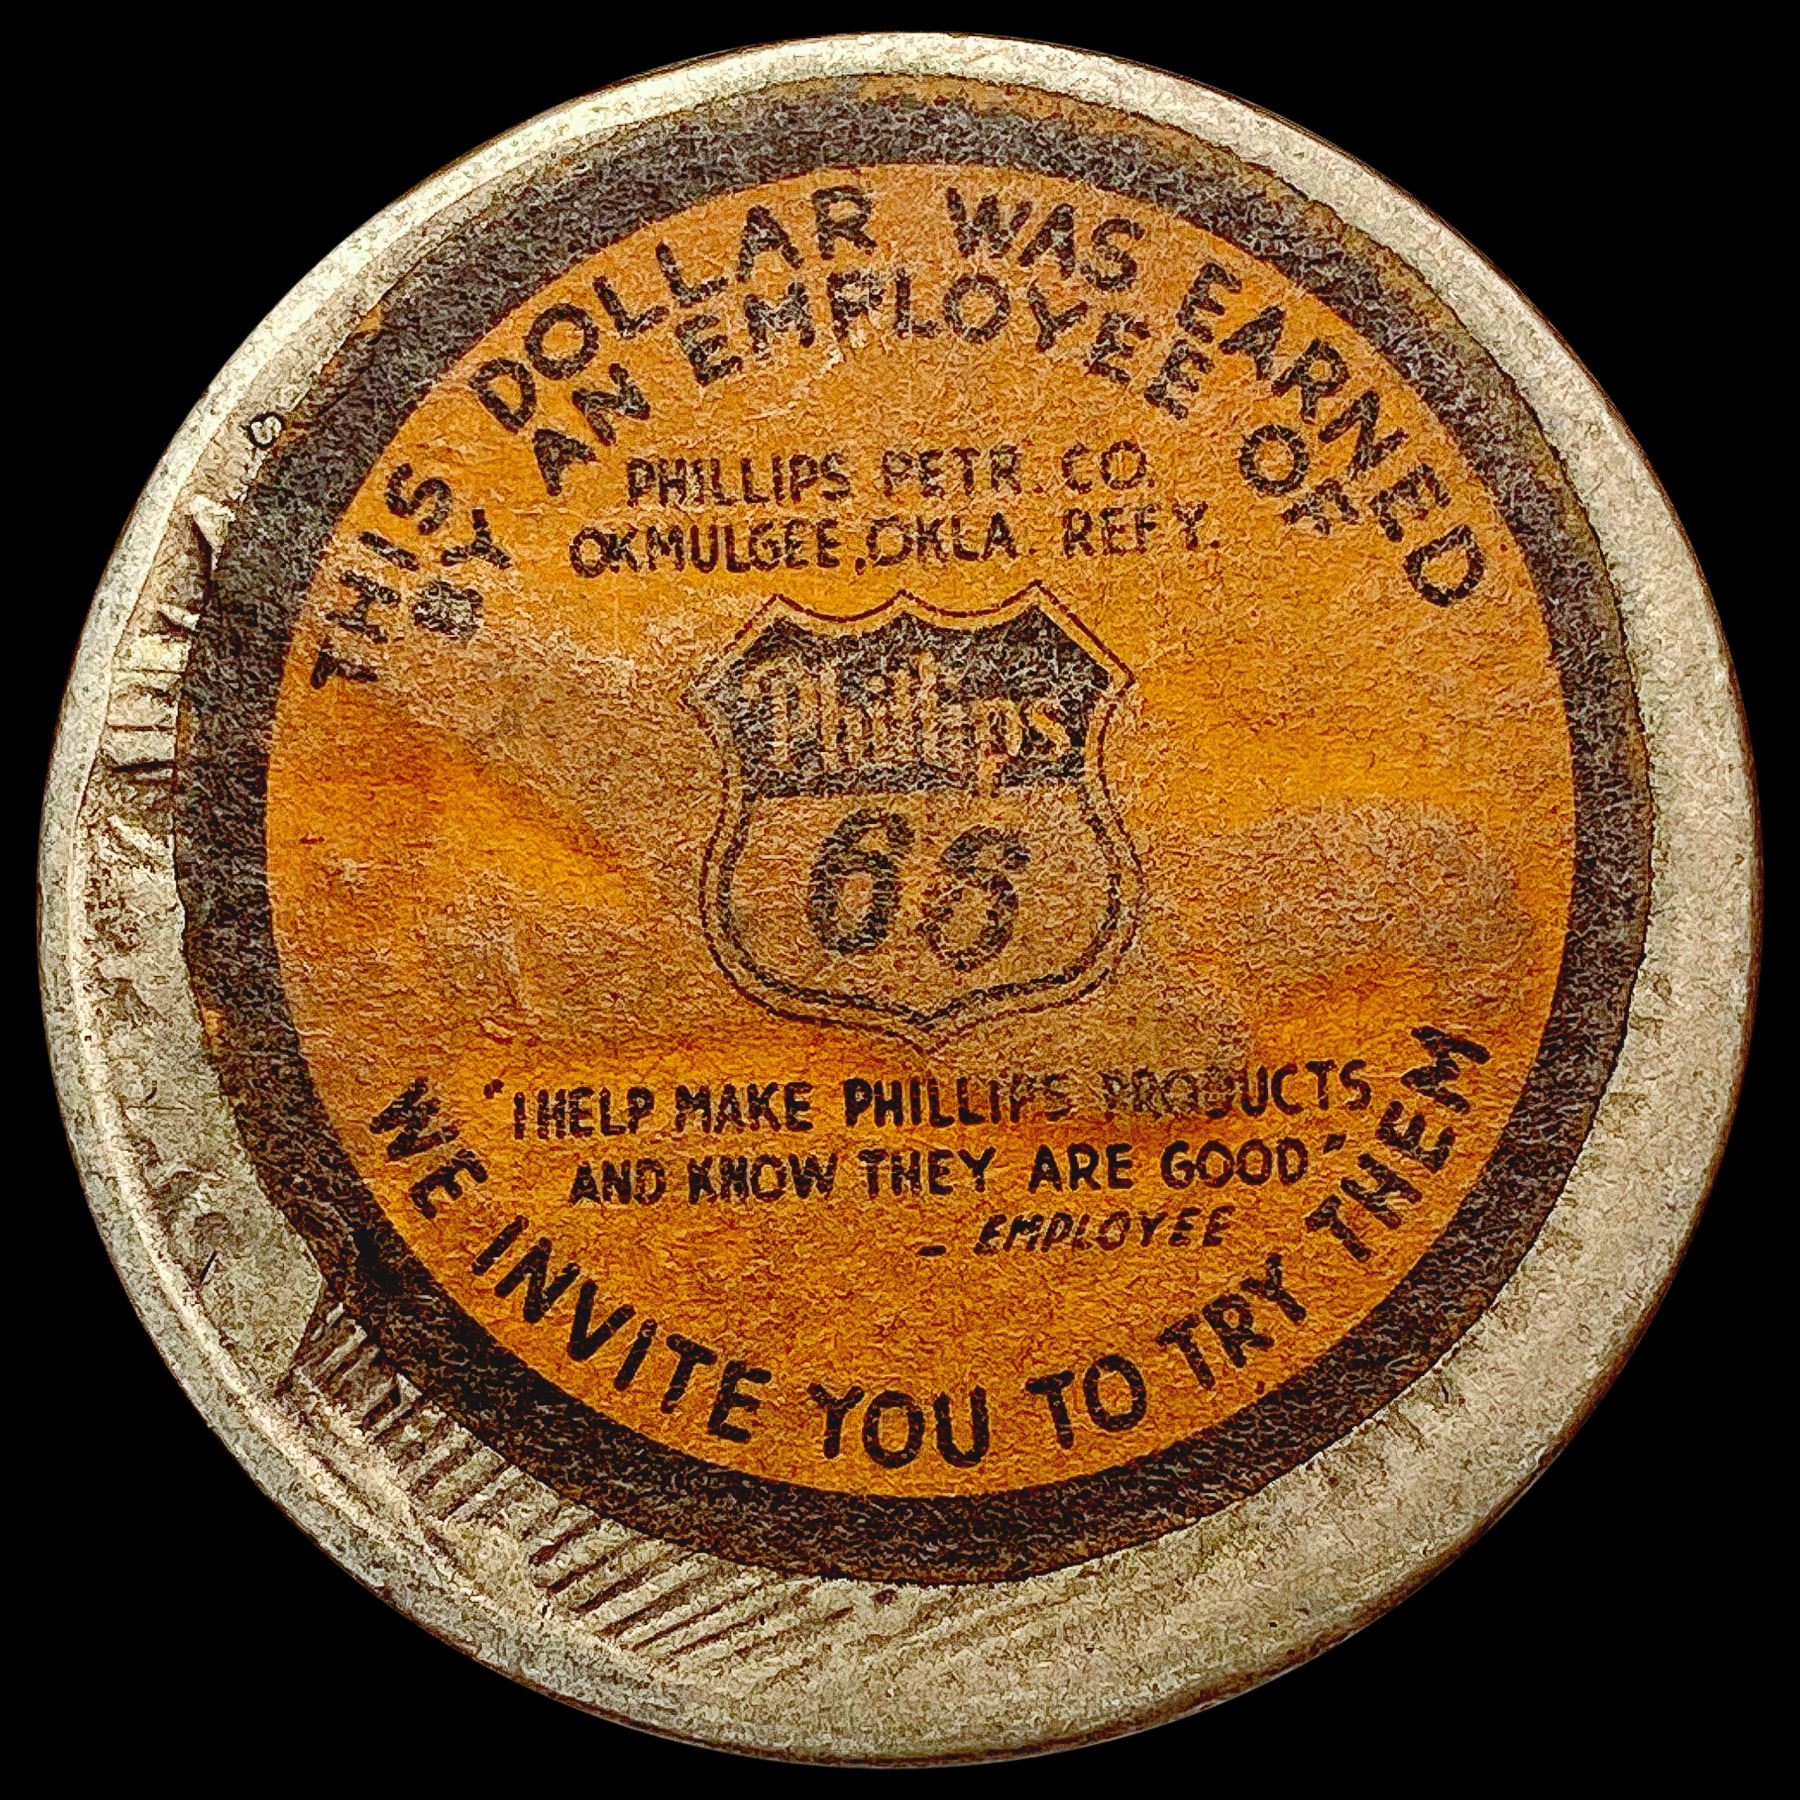 THIS DOLLAR WAS EARNED
BY AN EMPLOYEE OF
PHILLIPS PETR. CO.
OKMULGEE, OKLA. REF'Y.
Phillips
66
"I HELP MAKE PHILLIPS PRODUCTS
AND KNOW THEY ARE GOOD"
- EMPLOYEE
WE INVITE YOU TO TRY THEM